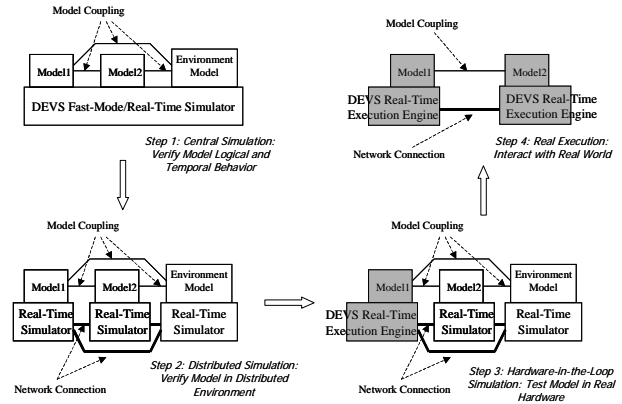 Model Coupling
Model1
Model2
Environment
Model
DEVS Fast-Mode/Real-Time Simulator
Step 1: Central Simulation:
Verify Model Logical and
Temporal Behavior
Model Coupling
Model1
Model2
DEVS Real-Time
Execution Engine
DEVS Real-Time
Execution Engine
Network Connection
Step 4: Real Execution:
Interact with Real World
Model Coupling
Model1
Model2
Environment
Model
Real-Time
Simulator
Real-Time
Simulator
Real-Time
Simulator
Network Connection
Step 2: Distributed Simulation:
Verify Model in Distributed
Environment
Model Coupling
Model1
Model2
Environment
Model
DEVS Real-Time
Execution Engine
Real-Time
Simulator
Real-Time
Simulator
Network Connection
Step 3: Hardware-in-the-Loop
Simulation: Test Model in Real
Hardware